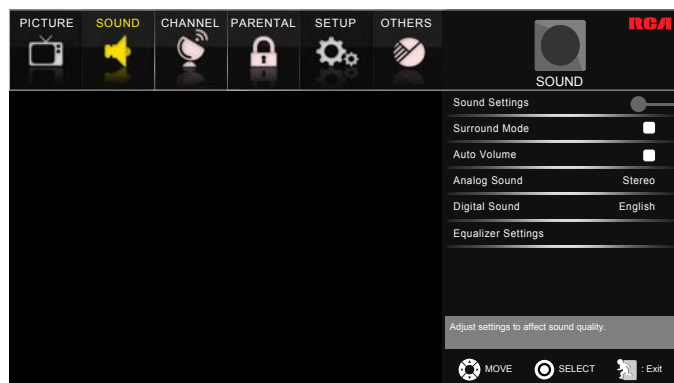 PICTURE SOUND CHANNEL PARENTAL SETUP OTHERS
RCA
SOUND
Sound Settings
Surround Mode
Auto Volume
Analog Sound Stereo
Digital Sound English
Equalizer Settings
Adjust settings to affect sound quality.
MOVE SELECT : Exit